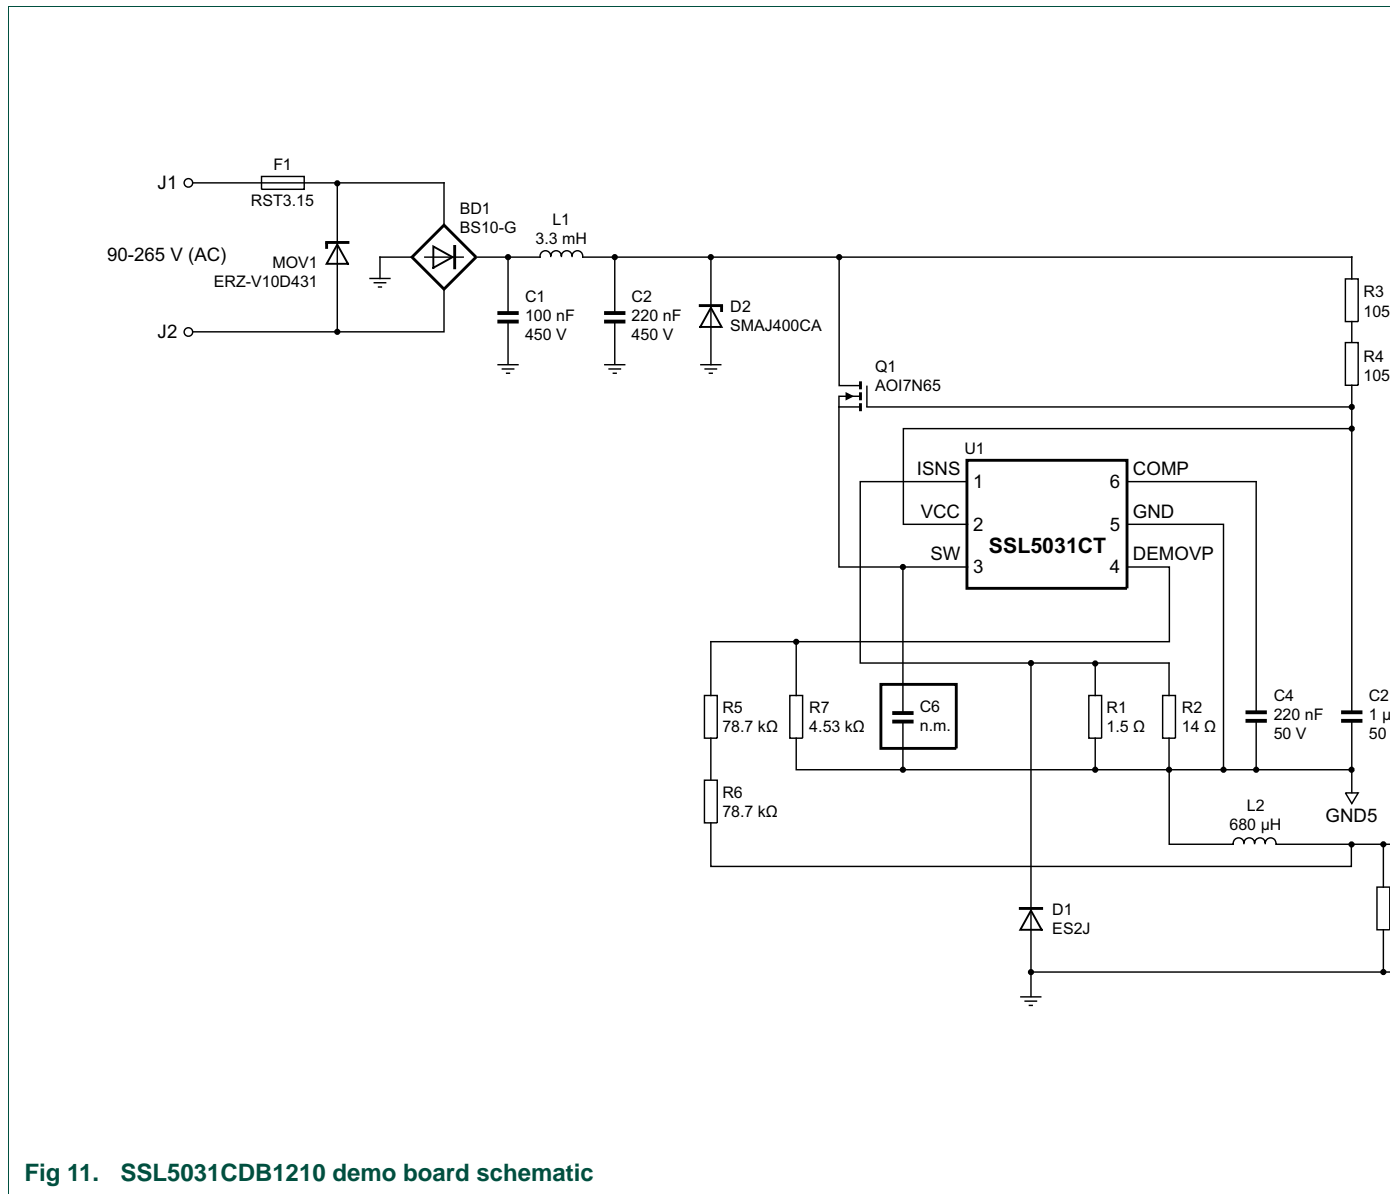 F1
J1
RST3.15
90-265 V (AC)
MOV1
ERZ-V10D431
J2
BD1
BS10-G
L1
3.3 mH
C1
100 nF
450 V
C2
220 nF
450 V
D2
SMAJ400CA
R3
105
R4
105
Q1
AOI7N65
U1
ISNS
1
6
COMP
VCC
2
5
GND
SSL5031CT
SW
3
4
DEMOVP
R5
78.7 kΩ
R7
4.53 kΩ
C6
n.m.
R1
1.5 Ω
R2
14 Ω
C4
220 nF
50 V
C2
1 µ
50
R6
78.7 kΩ
L2
680 µH
GND5
D1
ES2J
Fig 11. SSL5031CDB1210 demo board schematic